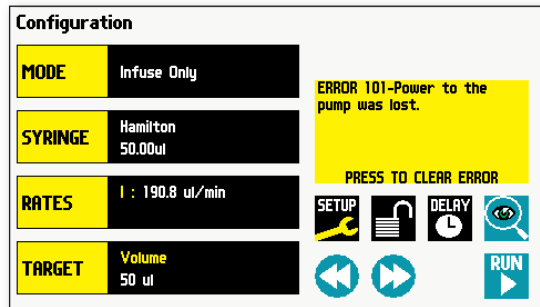 Configuration
MODE
Infuse Only
SYRINGE
Hamilton
50.00ul
RATES
I : 190.8 ul/min
TARGET
Volume
50 ul
ERROR 101-Power to the
pump was lost.
PRESS TO CLEAR ERROR
SETUP
DELAY
RUN